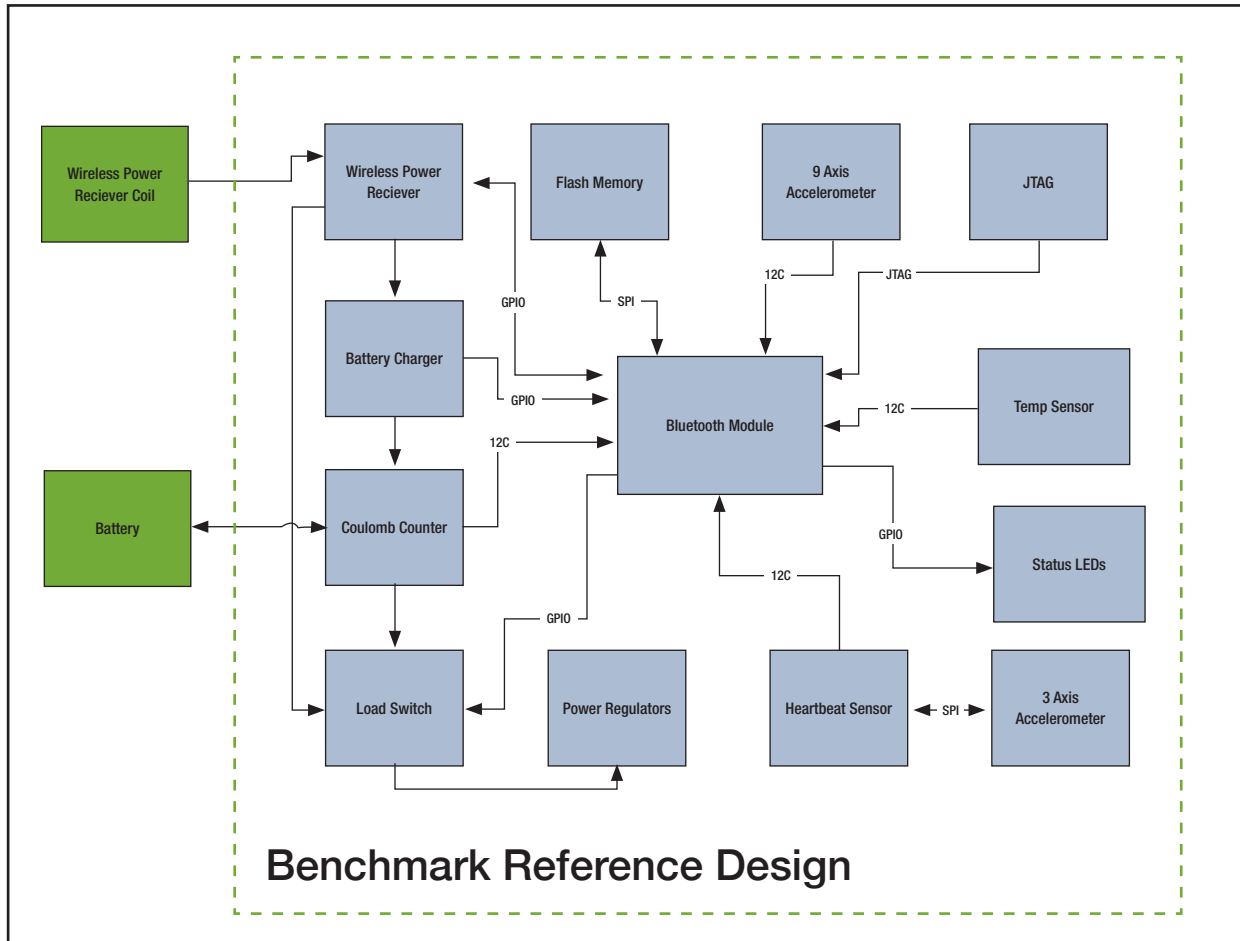 Wireless Power
Reciever Coil
Wireless Power
Reciever
Flash Memory
9 Axis
Accelerometer
JTAG
12C
JTAG
GPIO
SPI
Battery Charger
GPIO
Bluetooth Module
12C
Temp Sensor
12C
Battery
Coulomb Counter
GPIO
Status LEDs
12C
GPIO
Load Switch
Power Regulators
Heartbeat Sensor
SPI
3 Axis
Accelerometer
Benchmark Reference Design